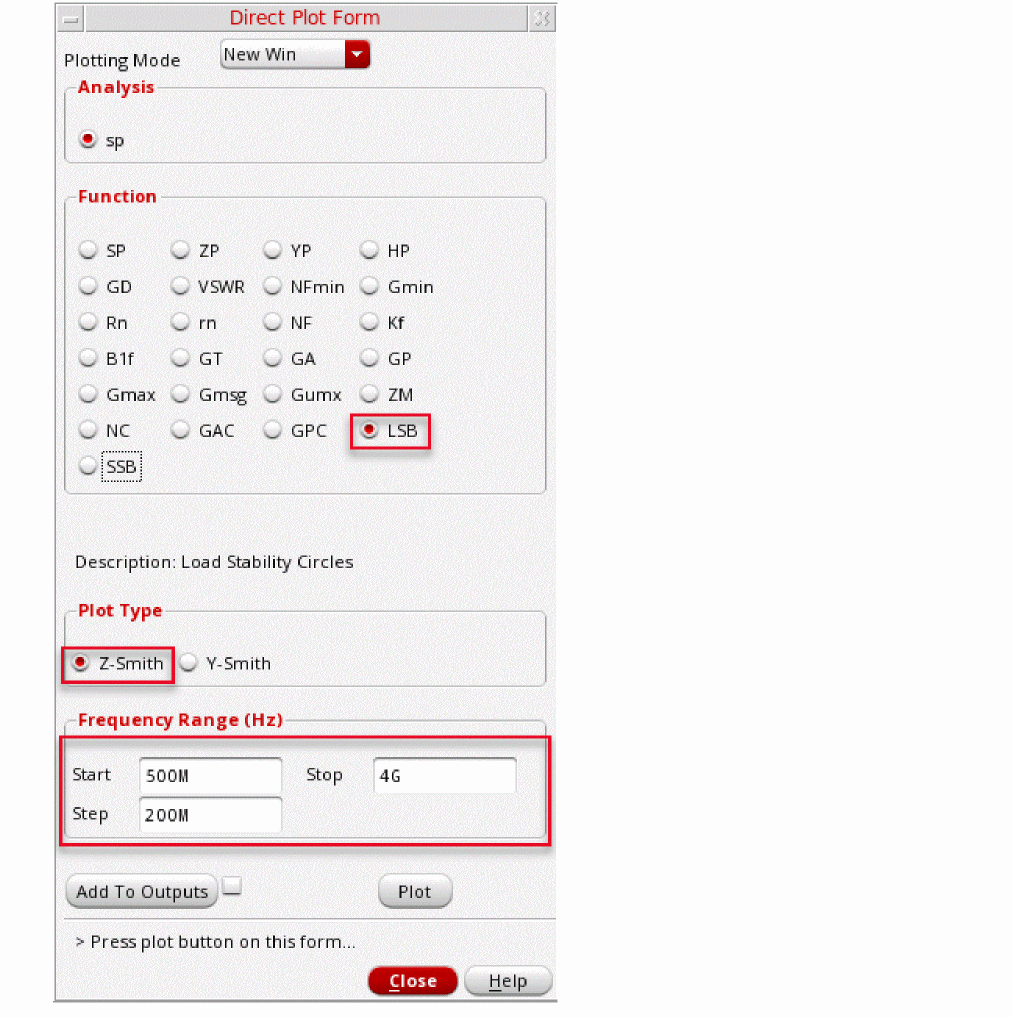 Direct Plot Form
Plotting Mode New Win
Analysis
sp
Function
SP ZP YP HP
GD VSWR NFmin Gmin
Rn rn NF Kf
B1f GT GA GP
Gmax Gmsg Gumx ZM
NC GAC GPC LSB
SSB
Description: Load Stability Circles
Plot Type
Z-Smith Y-Smith
Frequency Range (Hz)
Start 500M Stop 4G
Step 200M
Add To Outputs Plot
> Press plot button on this form...
Close Help